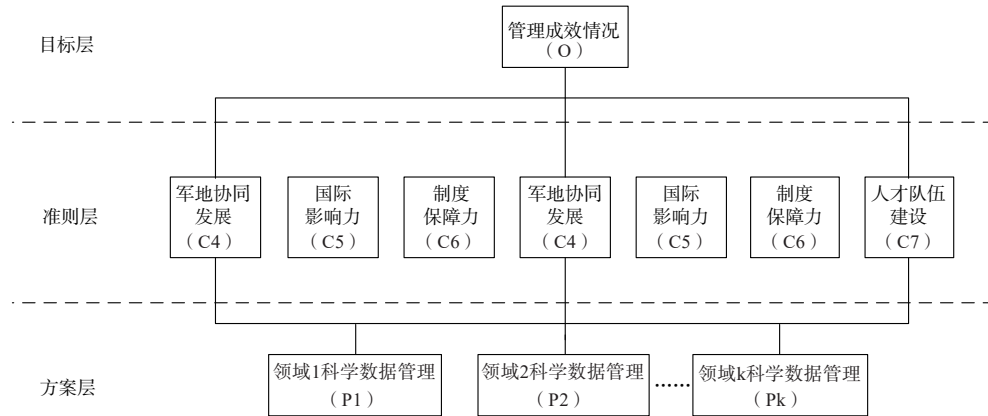 目标层
管理成效情况
（O）
准则层
军地协同
发展
（C4）
国际
影响力
（C5）
制度
保障力
（C6）
军地协同
发展
（C4）
国际
影响力
（C5）
制度
保障力
（C6）
人才队伍
建设
（C7）
方案层
领域1科学数据管理
（P1）
领域2科学数据管理
（P2）
……
领域k科学数据管理
（Pk）